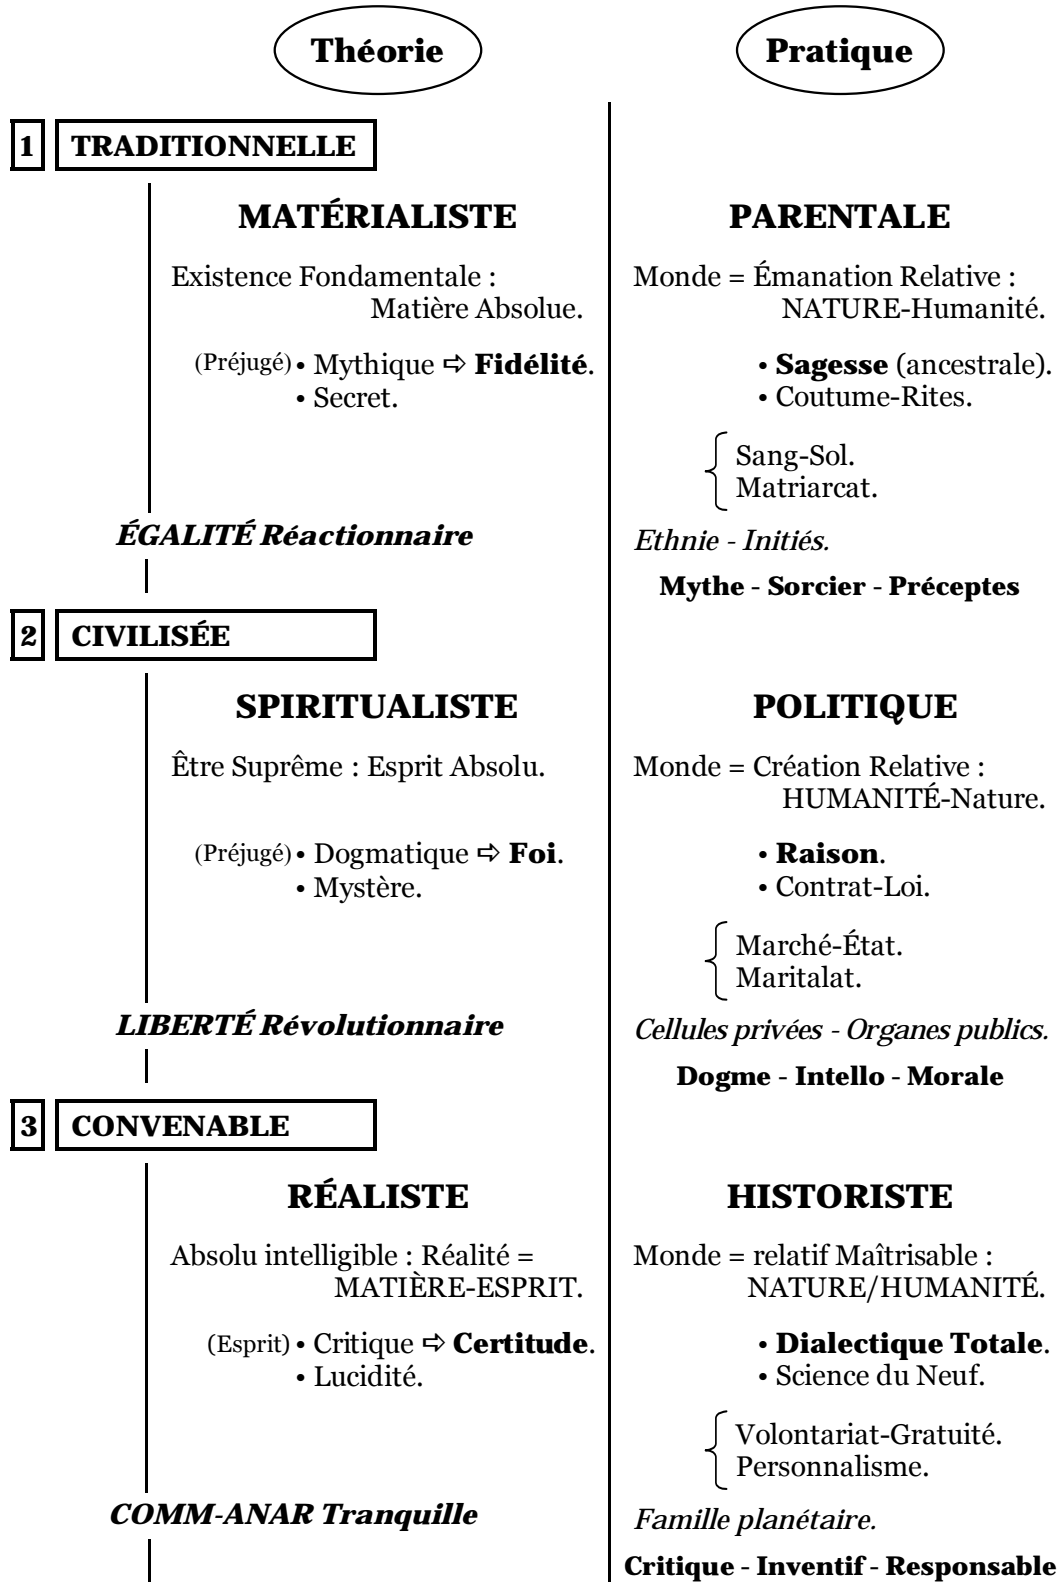 Théorie
Pratique
1 TRADITIONNELLE
MATÉRIALISTE
Existence Fondamentale :
Matière Absolue.
(Préjugé) • Mythique ⇨ Fidélité.
• Secret.
ÉGALITÉ Réactionnaire
PARENTALE
Monde = Émanation Relative :
NATURE-Humanité.
• Sagesse (ancestrale).
• Coutume-Rites.
Sang-Sol.
Matriarcat.
Ethnie - Initiés.
Mythe - Sorcier - Préceptes
2 CIVILISÉE
SPIRITUALISTE
Être Suprême : Esprit Absolu.
(Préjugé) • Dogmatique ⇨ Foi.
• Mystère.
LIBERTÉ Révolutionnaire
POLITIQUE
Monde = Création Relative :
HUMANITÉ-Nature.
• Raison.
• Contrat-Loi.
Marché-État.
Maritalat.
Cellules privées - Organes publics.
Dogme - Intello - Morale
3 CONVENABLE
RÉALISTE
Absolu intelligible : Réalité =
MATIÈRE-ESPRIT.
(Esprit) • Critique ⇨ Certitude.
• Lucidité.
COMM-ANAR Tranquille
HISTORISTE
Monde = relatif Maîtrisable :
NATURE/HUMANITÉ.
• Dialectique Totale.
• Science du Neuf.
Volontariat-Gratuité.
Personnalisme.
Famille planétaire.
Critique - Inventif - Responsable